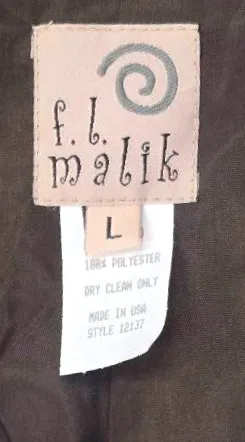 f.l.
malik
L
100% POLYESTER
DRY CLEAN ONLY
MADE IN USA
STYLE 12137